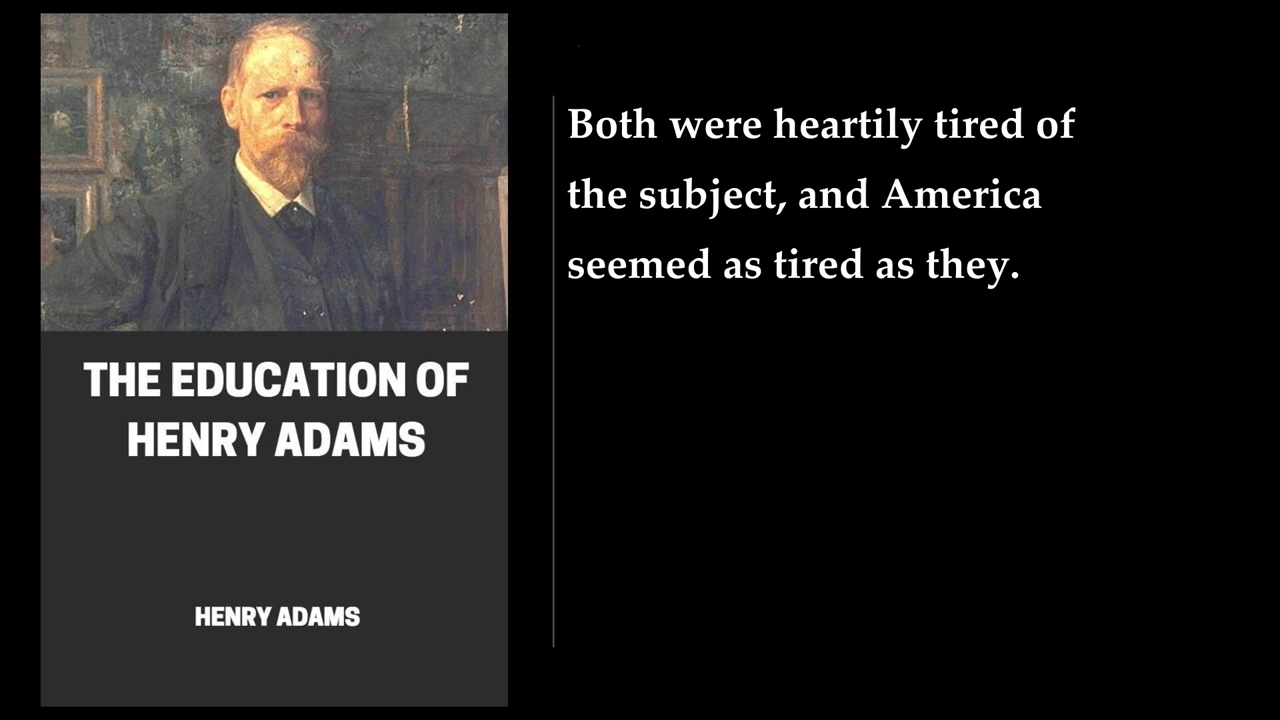 THE EDUCATION OF
HENRY ADAMS
HENRY ADAMS
Both were heartily tired of
the subject, and America
seemed as tired as they.